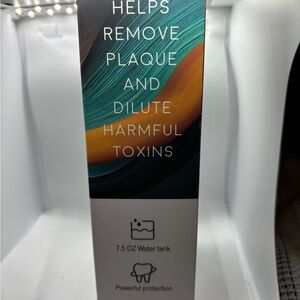 HELPS
REMOVE
PLAQUE
AND
DILUTE
HARMFUL
TOXINS
7.5 OZ Water tank
Powerful protection